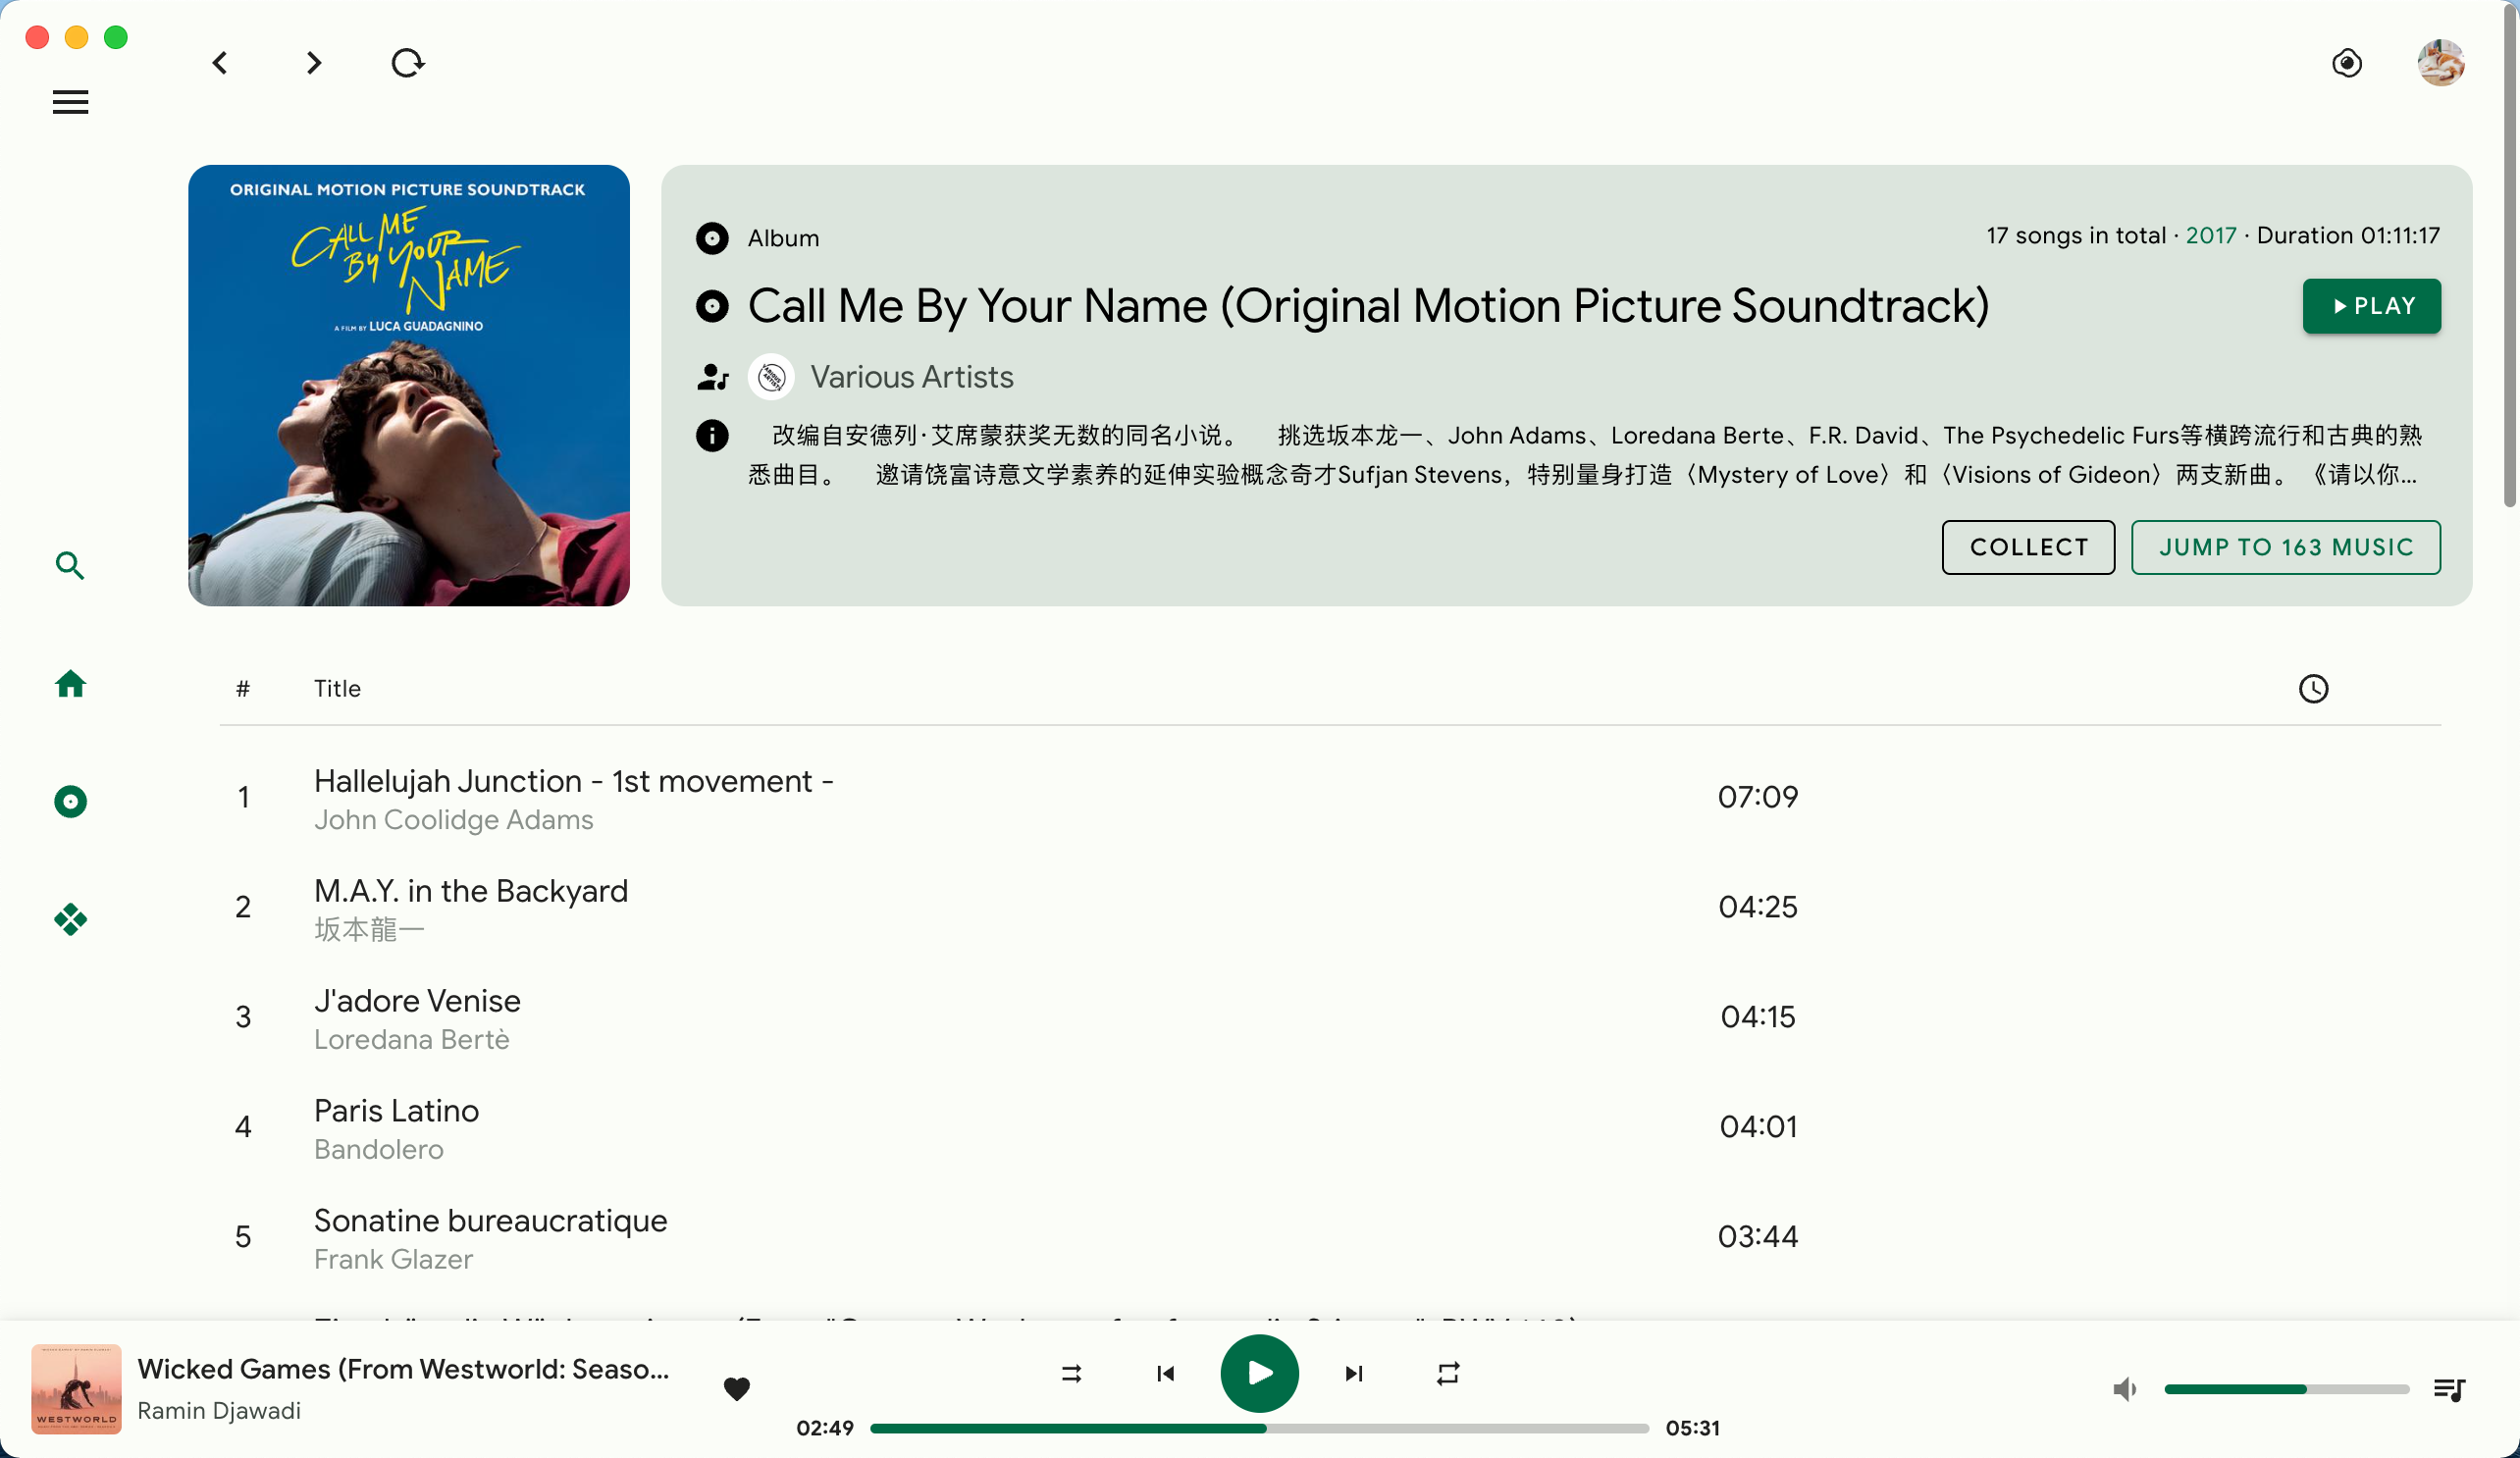 ORIGINAL MOTION PICTURE SOUNDTRACK
CALL ME
BY YOUR
NAME
A FILM BY LUCA GUADAGNINO
Album
17 songs in total · 2017 · Duration 01:11:17
Call Me By Your Name (Original Motion Picture Soundtrack)
PLAY
VARIOUS ARTISTS
Various Artists
改编自安德列·艾席蒙获奖无数的同名小说。 挑选坂本龙一、John Adams、Loredana Berte、F.R. David、The Psychedelic Furs等横跨流行和古典的熟
悉曲目。 邀请饶富诗意文学素养的延伸实验概念奇才Sufjan Stevens，特别量身打造〈Mystery of Love〉和〈Visions of Gideon〉两支新曲。 《请以你...
COLLECT
JUMP TO 163 MUSIC
# Title
1 Hallelujah Junction - 1st movement - 07:09
John Coolidge Adams
2 M.A.Y. in the Backyard 04:25
坂本龍一
3 J'adore Venise 04:15
Loredana Bertè
4 Paris Latino 04:01
Bandolero
5 Sonatine bureaucratique 03:44
Frank Glazer
WESTWORLD
Wicked Games (From Westworld: Seaso...
Ramin Djawadi
02:49
05:31